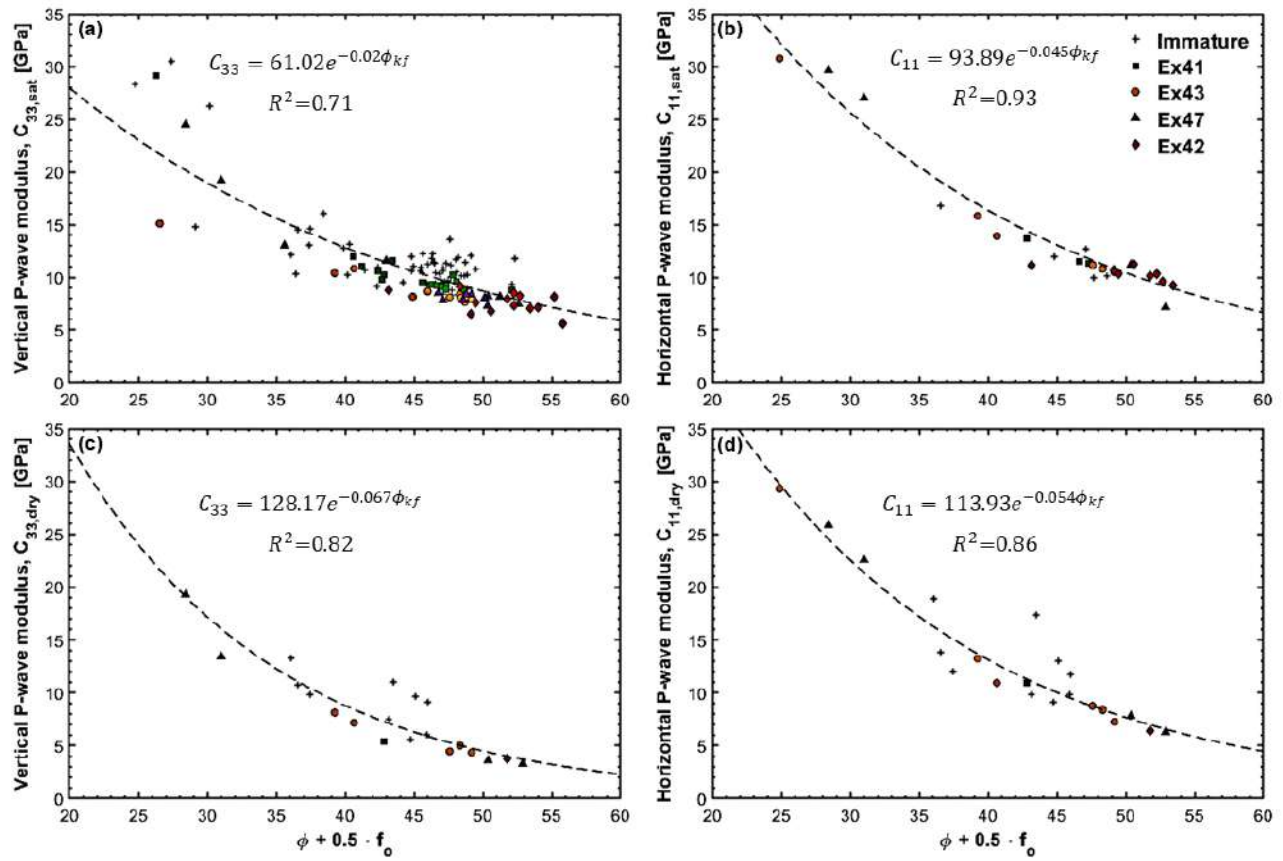 (a)
C₃₃ = 61.02e^{-0.02ϕ_kf}
R²=0.71
Vertical P-wave modulus, C₃₃,sat [GPa]
35
30
25
20
15
10
5
0
20 25 30 35 40 45 50 55 60
(b)
C₁₁ = 93.89e^{-0.045ϕ_kf}
R²=0.93
Immature
Ex41
Ex43
Ex47
Ex42
Horizontal P-wave modulus, C₁₁,sat [GPa]
35
30
25
20
15
10
5
0
20 25 30 35 40 45 50 55 60
(c)
C₃₃ = 128.17e^{-0.067ϕ_kf}
R²=0.82
Vertical P-wave modulus, C₃₃,dry [GPa]
35
30
25
20
15
10
5
0
20 25 30 35 40 45 50 55 60
ϕ + 0.5 · fₒ
(d)
C₁₁ = 113.93e^{-0.054ϕ_kf}
R²=0.86
Horizontal P-wave modulus, C₁₁,dry [GPa]
35
30
25
20
15
10
5
0
20 25 30 35 40 45 50 55 60
ϕ + 0.5 · fₒ